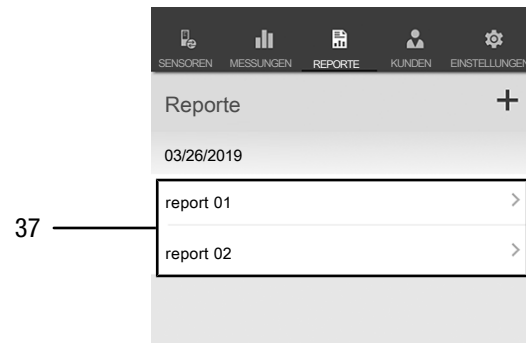 SENSOREN MESSUNGEN REPORTE KUNDEN EINSTELLUNGEN
Reporte
03/26/2019
report 01
37
report 02